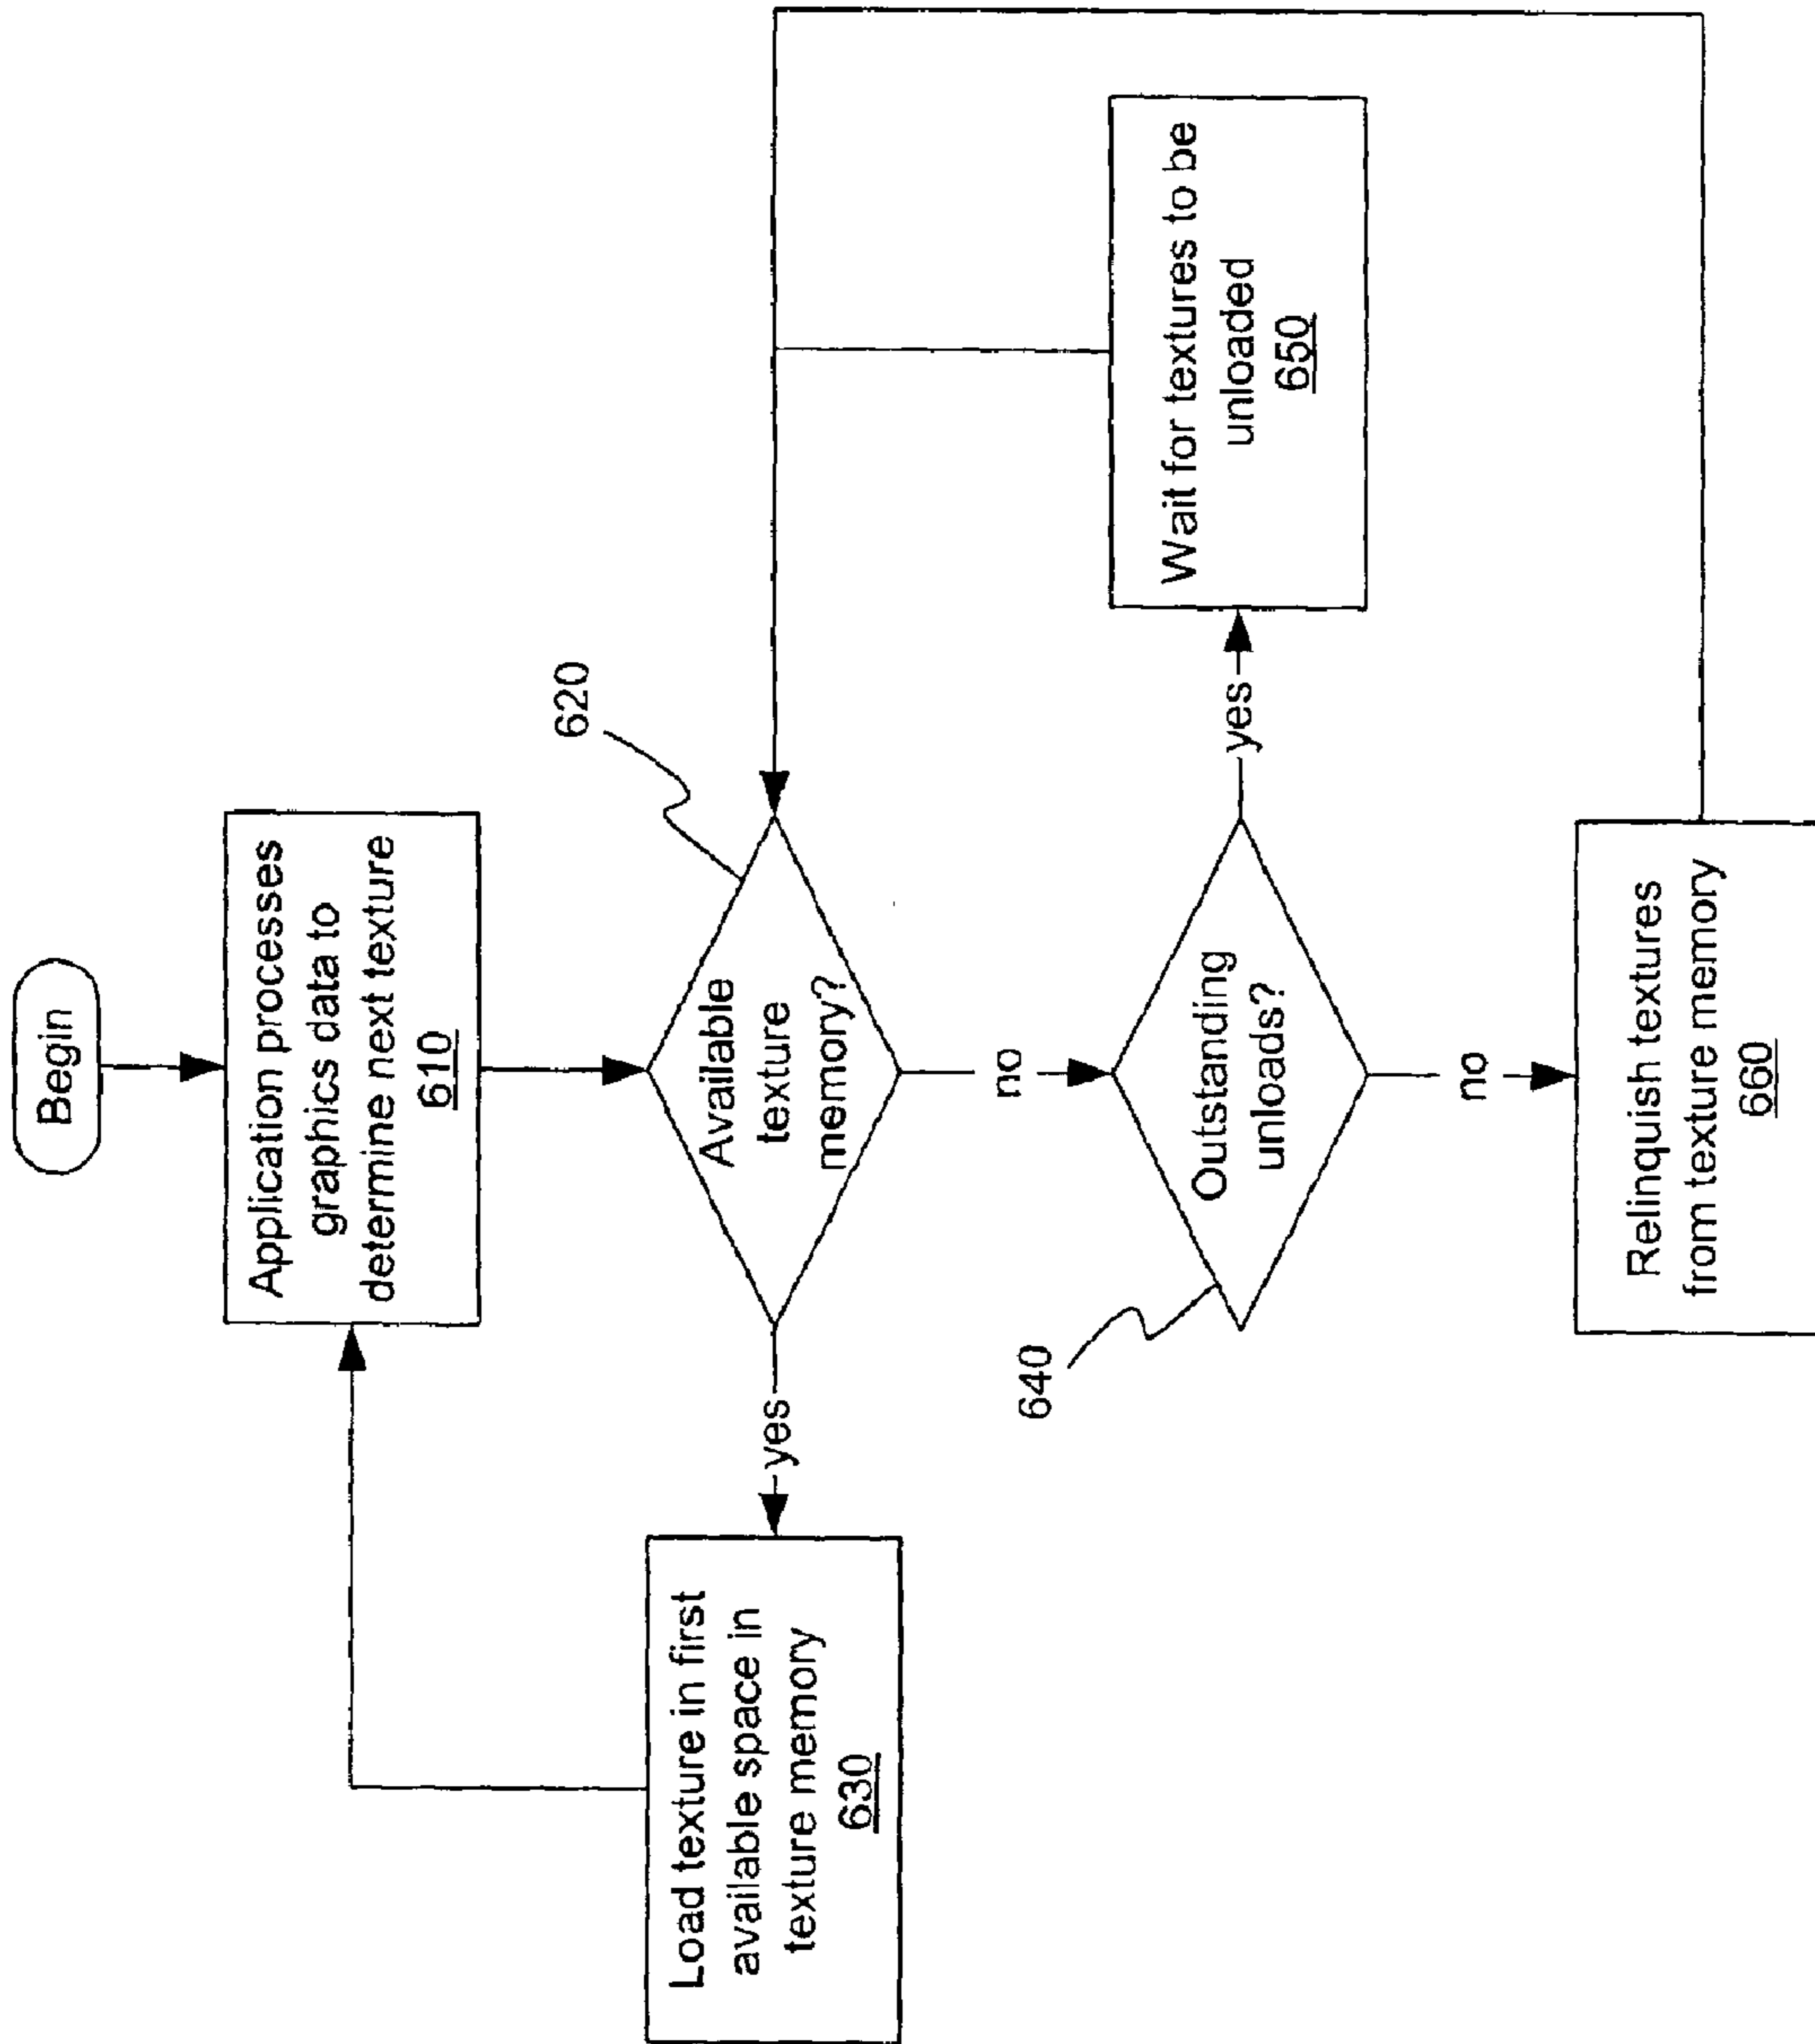 Begin
Application processes
graphics data to
determine next texture
610
620
Available
texture
memory?
yes
no
Load texture in first
available space in
texture memory
630
640
Outstanding
unloads?
yes
no
Wait for textures to be
unloaded
650
Relinquish textures
from texture memory
660